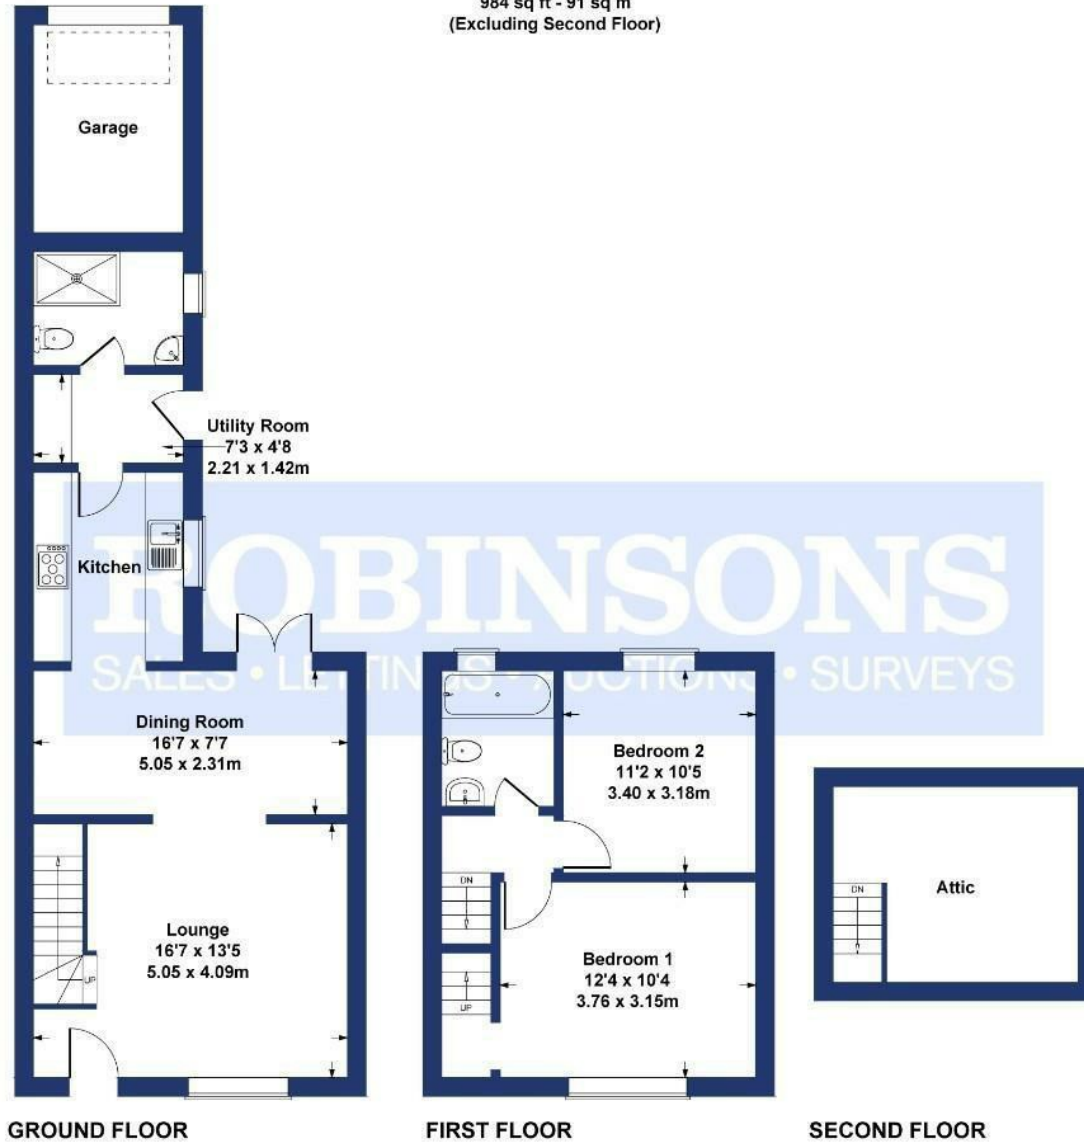 984 sq ft - 91 sq m
(Excluding Second Floor)
Garage
Utility Room
7'3 x 4'8
2.21 x 1.42m
Kitchen
ROBINSONS
SALES • LETTINGS • AUCTIONS • SURVEYS
Dining Room
16'7 x 7'7
5.05 x 2.31m
Lounge
16'7 x 13'5
5.05 x 4.09m
UP
Bedroom 2
11'2 x 10'5
3.40 x 3.18m
DN
Bedroom 1
12'4 x 10'4
3.76 x 3.15m
UP
Attic
DN
GROUND FLOOR
FIRST FLOOR
SECOND FLOOR